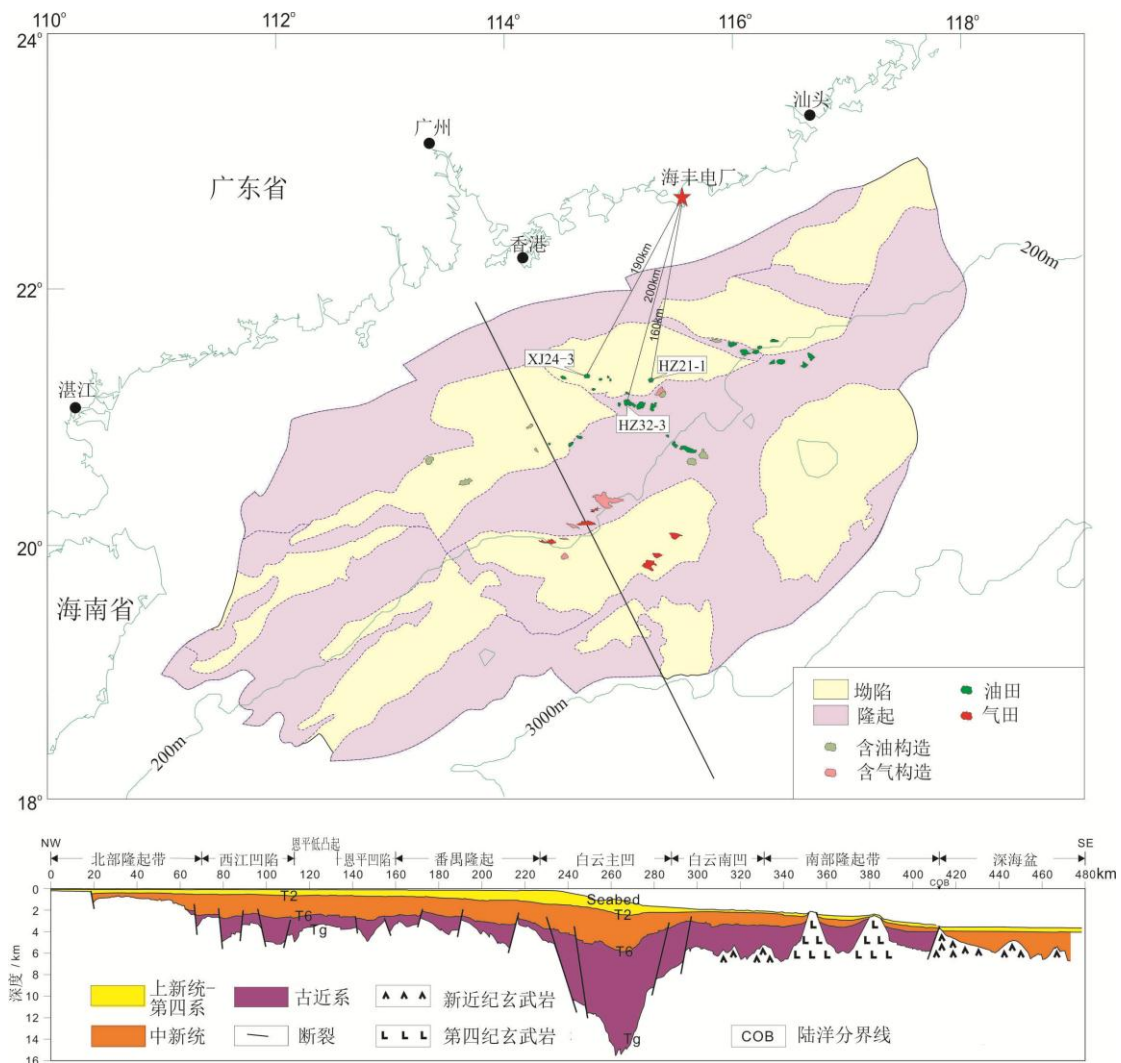 110°
112°
114°
116°
118°
24°
22°
20°
18°
汕头
广州
海丰电厂
广东省
香港
200m
190km
200km
160km
XJ24-3
HZ21-1
HZ32-3
湛江
海南省
3000m
200m
坳陷
油田
隆起
气田
含油构造
含气构造
NW
SE
北部隆起带
西江凹陷
恩平低凸起
恩平凹陷
番禺隆起
白云主凹
白云南凹
南部隆起带
深海盆
COB
0 20 40 60 80 100 120 140 160 180 200 220 240 260 280 300 320 340 360 380 400 420 440 460 480 km
深度 / km
0
2
4
6
8
10
12
14
16
T2
Seabed
T2
T6
Tg
T6
Tg
上新统-
第四系
古近系
新近纪玄武岩
中新统
断裂
第四纪玄武岩
COB 陆洋分界线